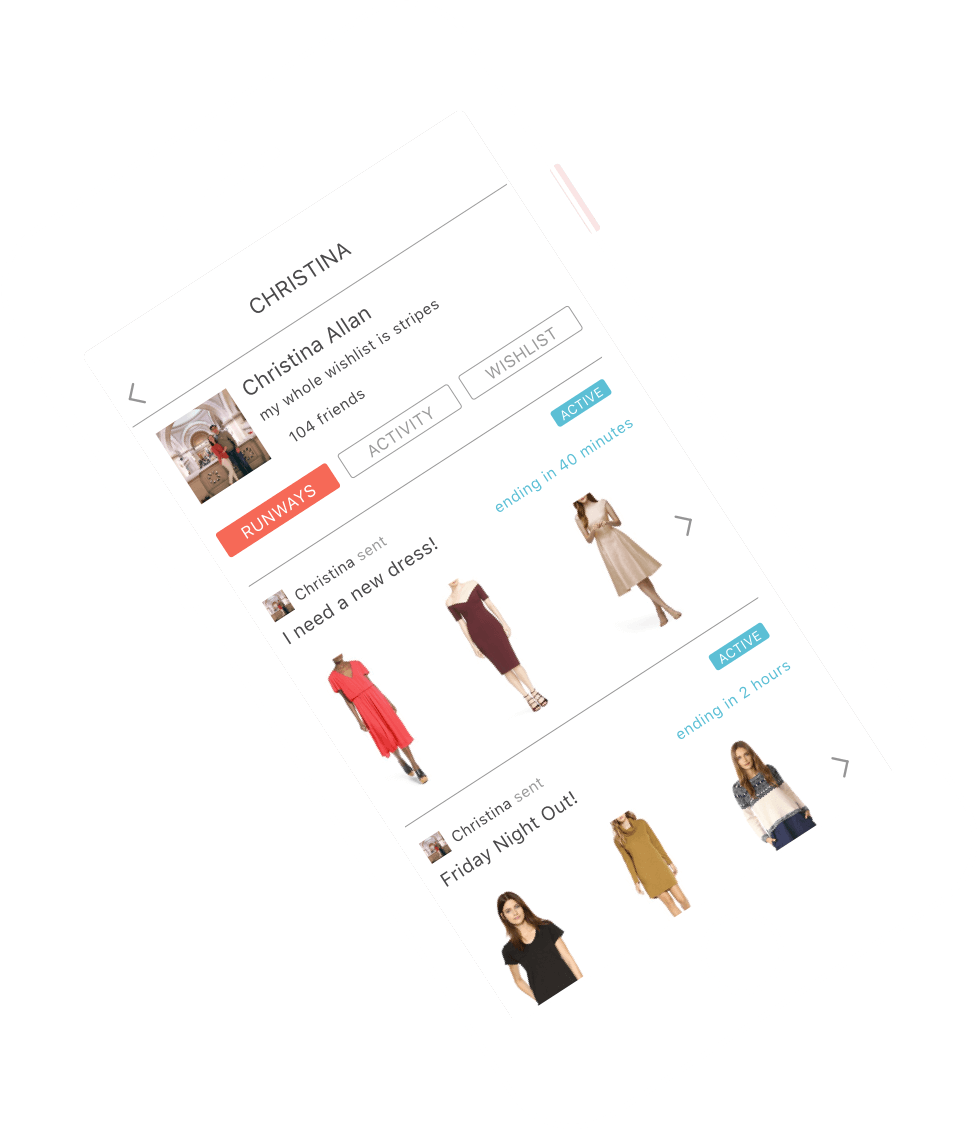 CHRISTINA
Christina Allan
my whole wishlist is stripes
104 friends
RUNWAYS
ACTIVITY
WISHLIST
Christina sent
ACTIVE
I need a new dress!
ending in 40 minutes
Christina sent
ACTIVE
Friday Night Out!
ending in 2 hours